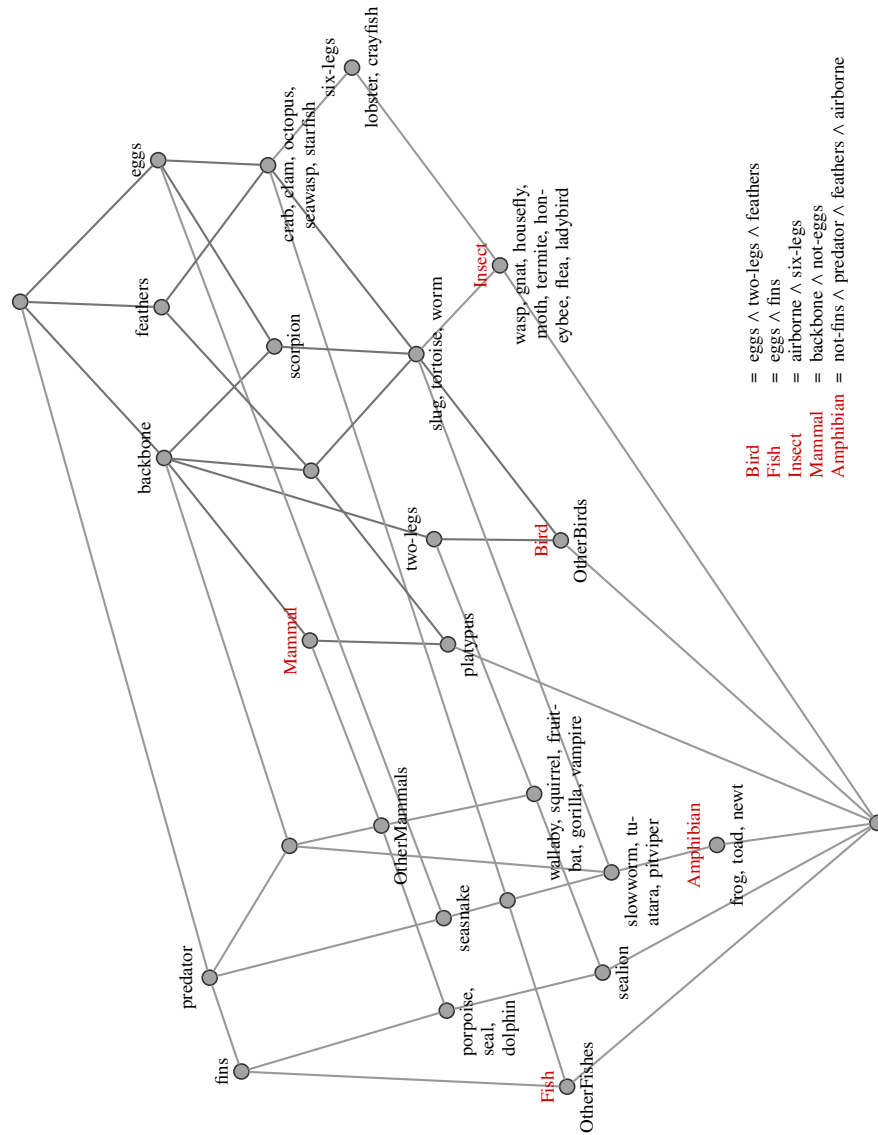 fins
predator
backbone
feathers
eggs
six-legs
lobster, crayfish
crab, clam, octopus,
seawasp, starfish
scorpion
slug, tortoise, worm
Insect
wasp, gnat, housefly,
moth, termite, hon-
eybee, flea, ladybird
two-legs
Bird
OtherBirds
Mammal
platypus
OtherMammals
wallaby, squirrel, fruit-
bat, gorilla, vampire
seasnake
slowworm, tu-
atara, pitviper
Amphibian
frog, toad, newt
porpoise,
seal,
dolphin
sealion
Fish
OtherFishes
Bird = eggs ∧ two-legs ∧ feathers
Fish = eggs ∧ fins
Insect = airborne ∧ six-legs
Mammal = backbone ∧ not-eggs
Amphibian = not-fins ∧ predator ∧ feathers ∧ airborne